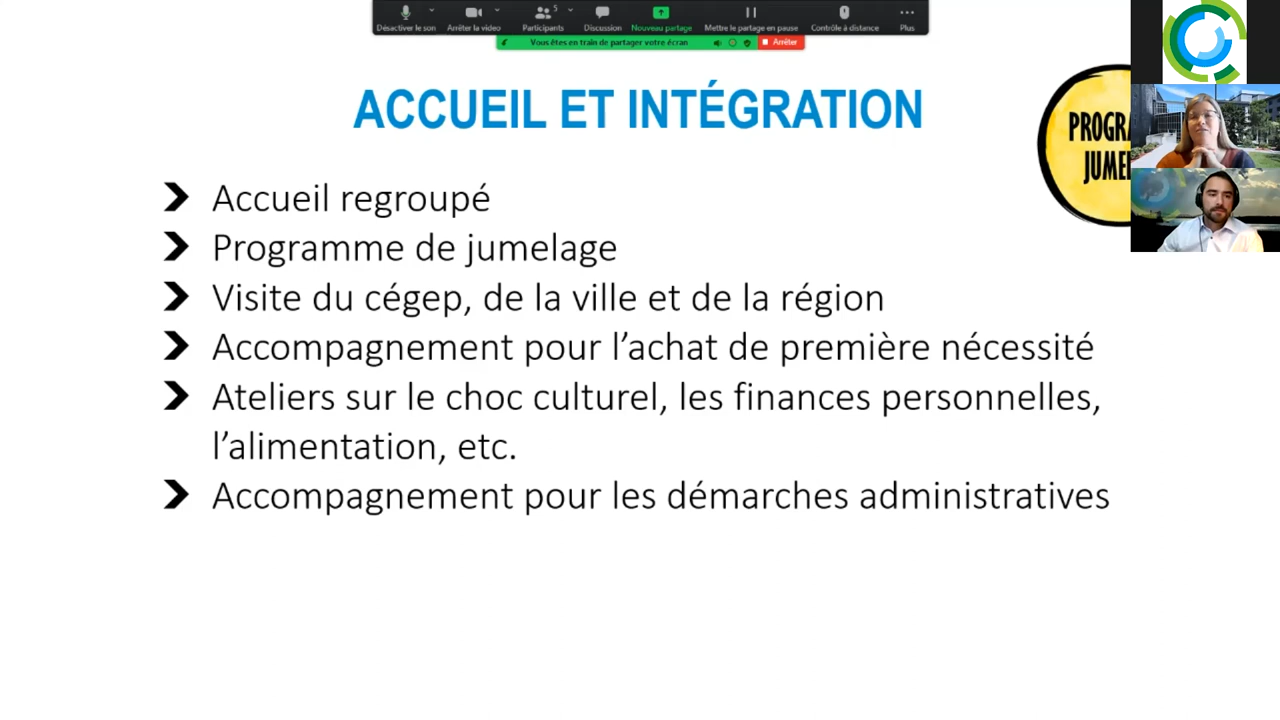 5
Désactiver le son
Arrêter la video
Participants
Discussion
Nouveau partage
Mettre le partage en pause
Contrôle à distance
Plus
Vous êtes en train de partager votre écran
Arrêter
ACCUEIL ET INTÉGRATION
Accueil regroupé
Programme de jumelage
Visite du cégep, de la ville et de la région
Accompagnement pour l’achat de première nécessité
Ateliers sur le choc culturel, les finances personnelles,
l’alimentation, etc.
Accompagnement pour les démarches administratives